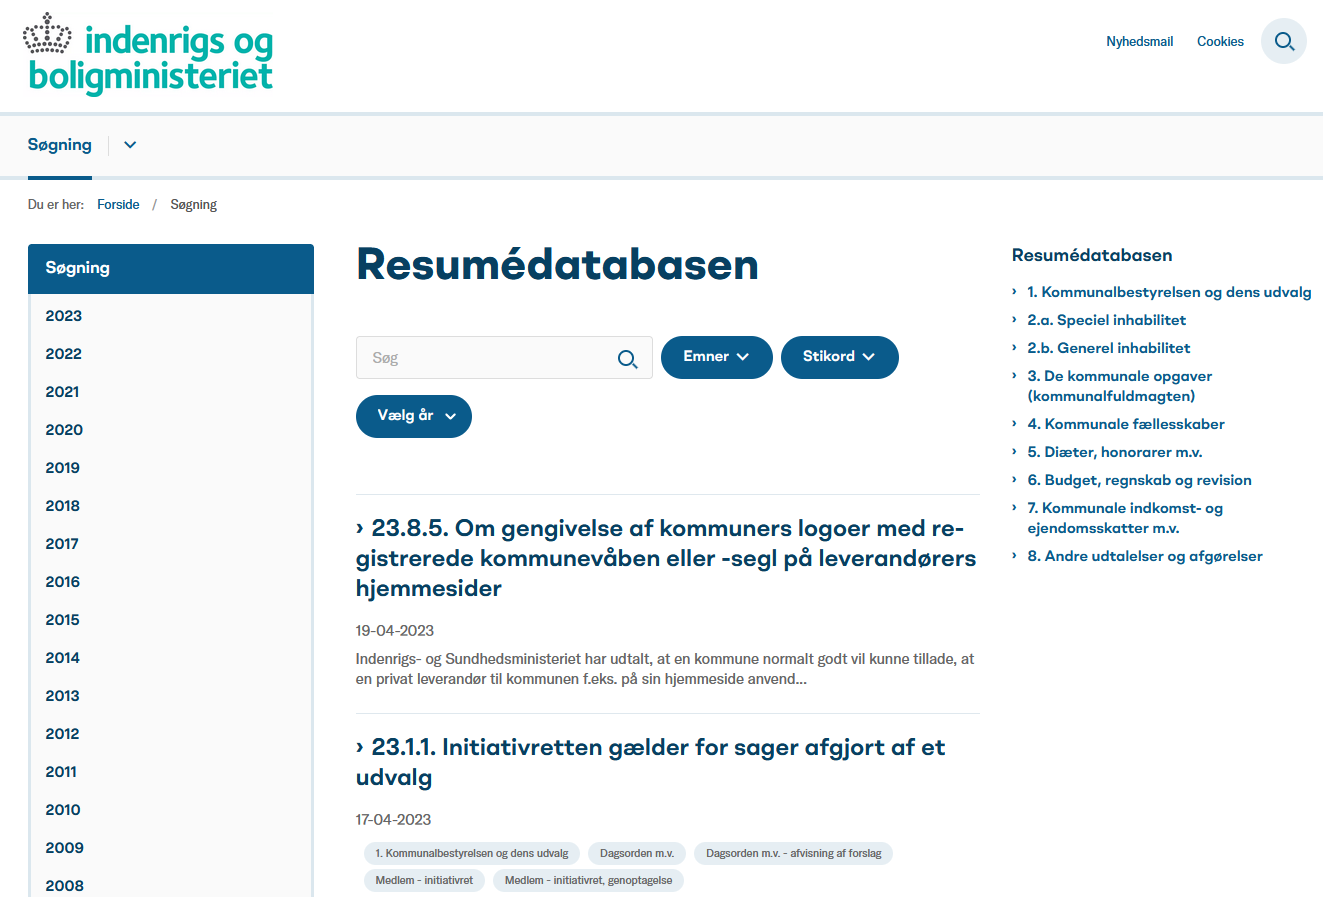 indenrigs og
boligministeriet
Nyhedsmail
Cookies
Søgning
Du er her: Forside / Søgning
Søgning
2023
2022
2021
2020
2019
2018
2017
2016
2015
2014
2013
2012
2011
2010
2009
2008
Resumédatabasen
Søg
Emner
Stikord
Vælg år
› 23.8.5. Om gengivelse af kommuners logoer med re-
gistrerede kommunevåben eller -segl på leverandørers
hjemmesider
19-04-2023
Indenrigs- og Sundhedsministeriet har udtalt, at en kommune normalt godt vil kunne tillade, at
en privat leverandør til kommunen f.eks. på sin hjemmeside anvend...
› 23.1.1. Initiativretten gælder for sager afgjort af et
udvalg
17-04-2023
1. Kommunalbestyrelsen og dens udvalg
Dagsorden m.v.
Dagsorden m.v. - afvisning af forslag
Medlem - initiativret
Medlem - initiativret, genoptagelse
Resumédatabasen
› 1. Kommunalbestyrelsen og dens udvalg
› 2.a. Speciel inhabilitet
› 2.b. Generel inhabilitet
› 3. De kommunale opgaver
(kommunalfuldmagten)
› 4. Kommunale fællesskaber
› 5. Diæter, honorarer m.v.
› 6. Budget, regnskab og revision
› 7. Kommunale indkomst- og
ejendomsskatter m.v.
› 8. Andre udtalelser og afgørelser